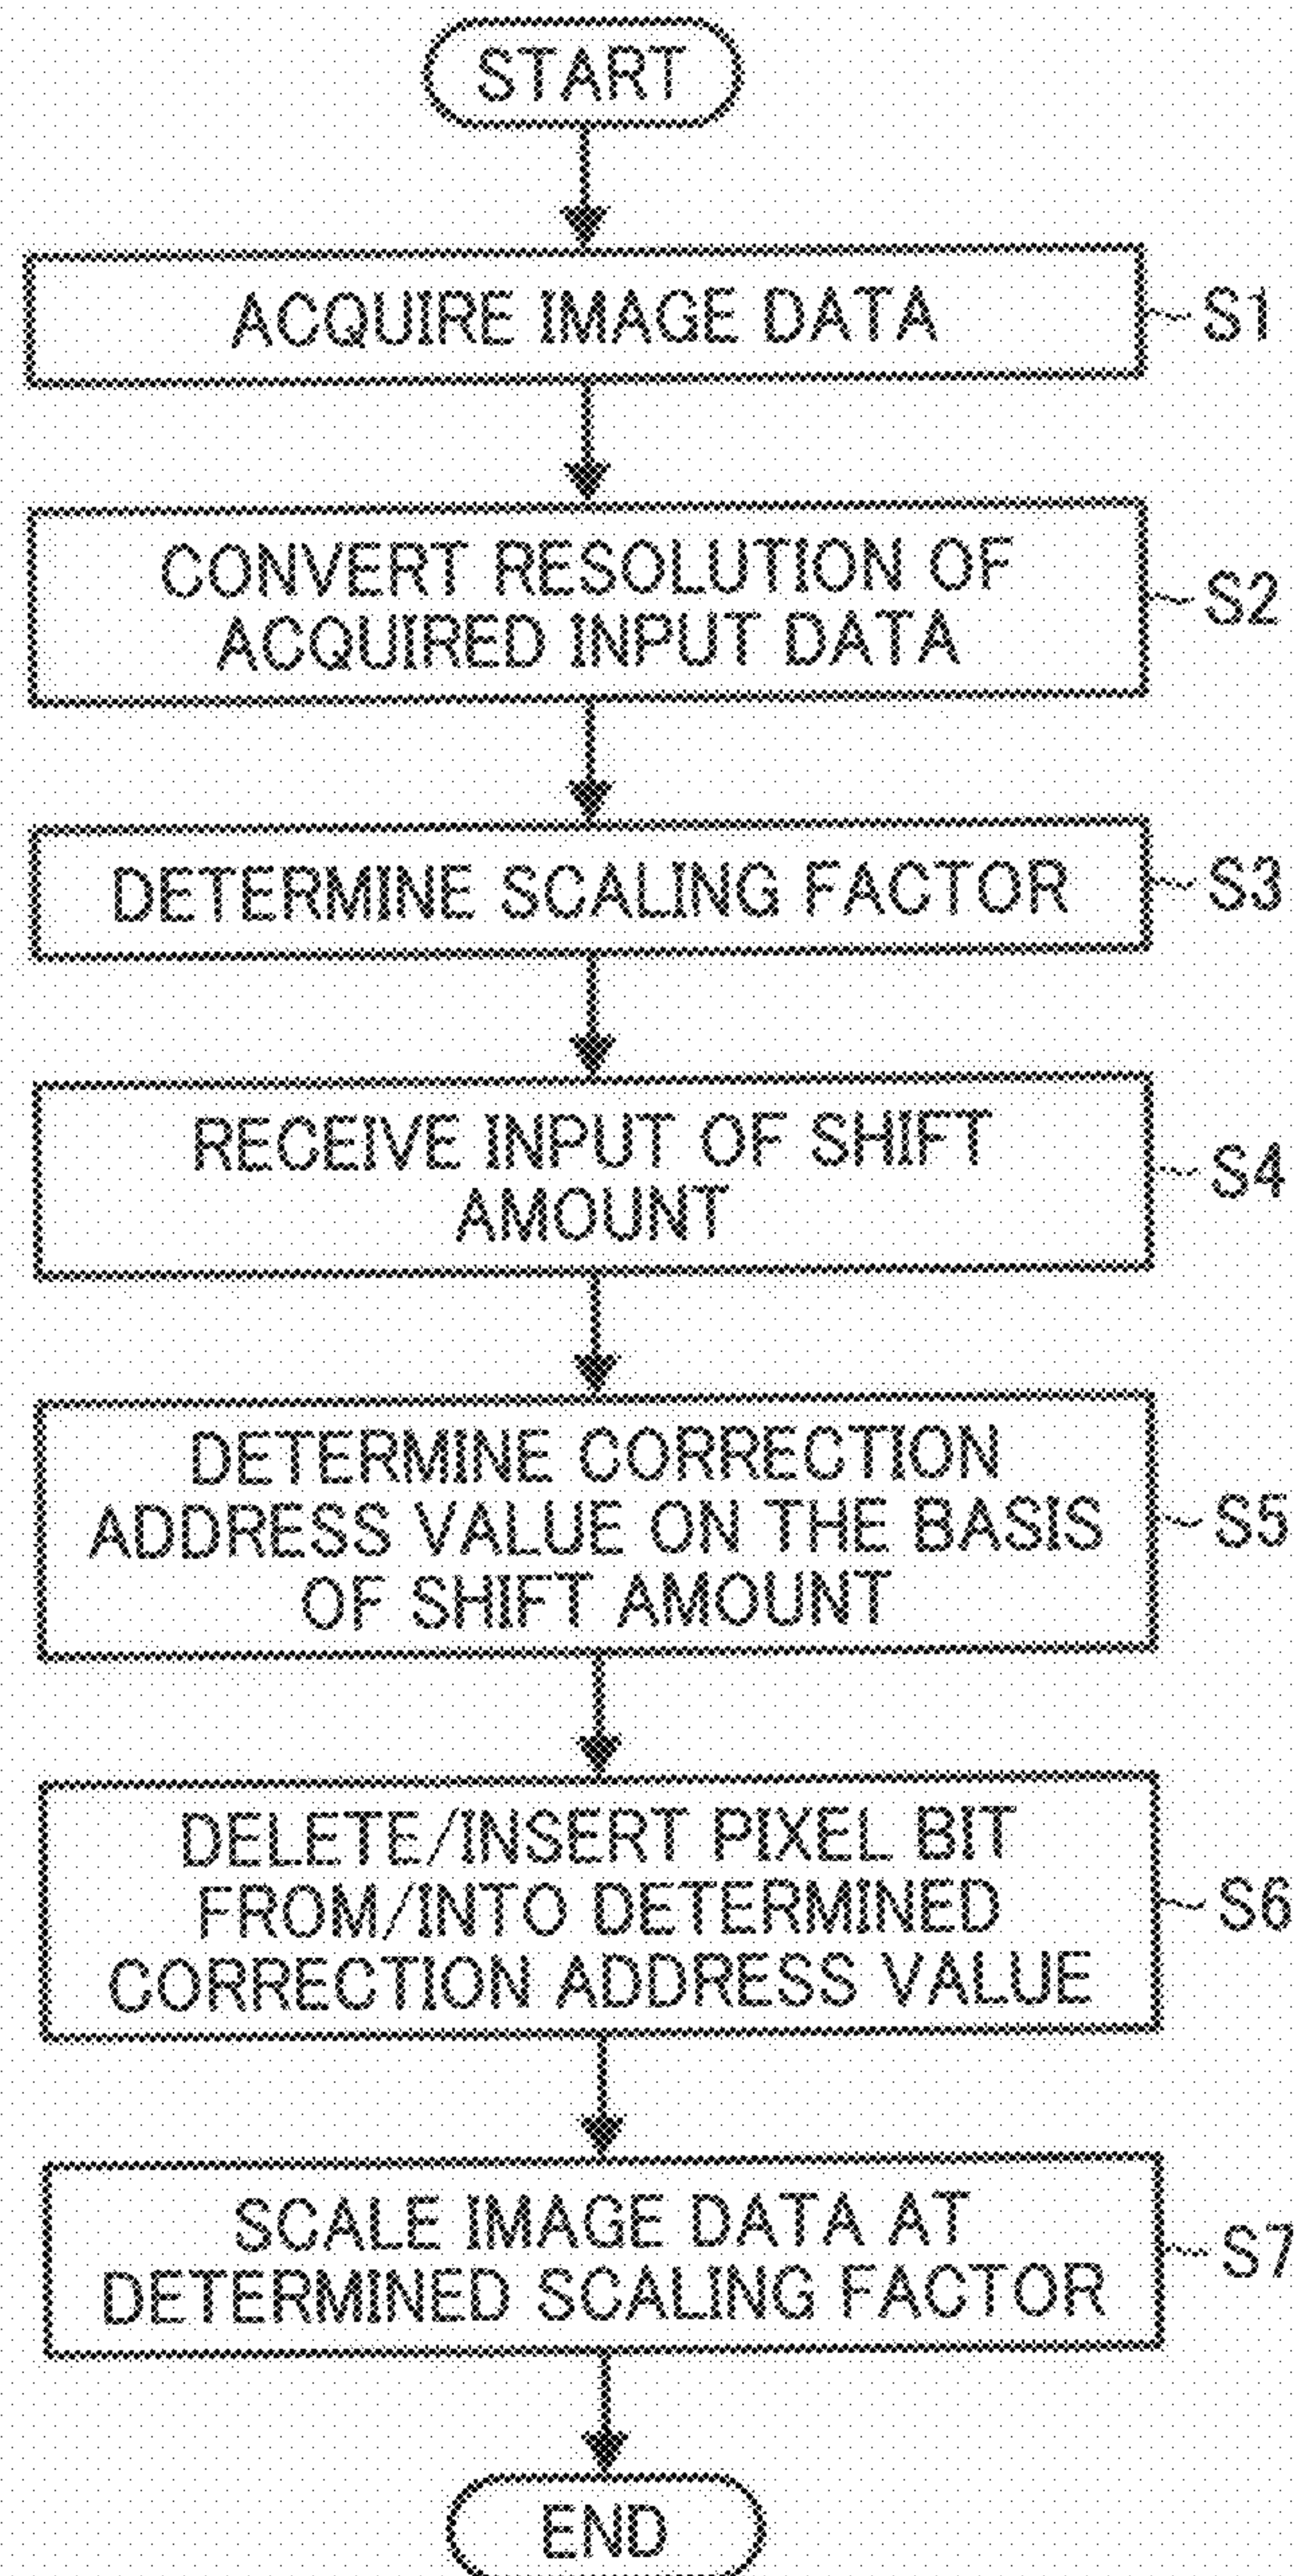 START
ACQUIRE IMAGE DATA
S1
CONVERT RESOLUTION OF
ACQUIRED INPUT DATA
S2
DETERMINE SCALING FACTOR
S3
RECEIVE INPUT OF SHIFT
AMOUNT
S4
DETERMINE CORRECTION
ADDRESS VALUE ON THE BASIS
OF SHIFT AMOUNT
S5
DELETE/INSERT PIXEL BIT
FROM/INTO DETERMINED
CORRECTION ADDRESS VALUE
S6
SCALE IMAGE DATA AT
DETERMINED SCALING FACTOR
S7
END